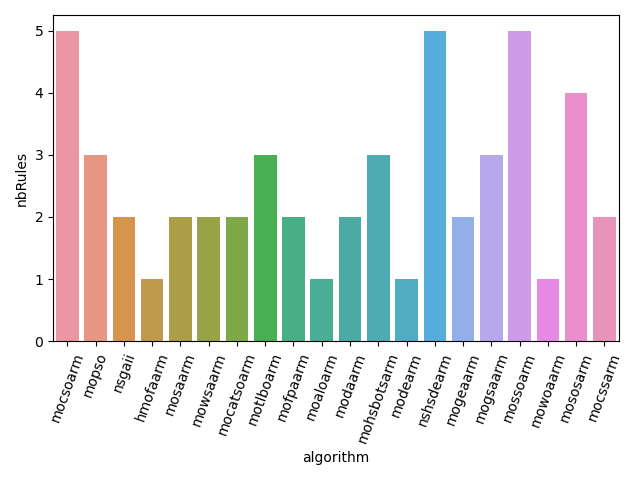 5
4
3
2
1
0
nbRules
mocsoarm
mopso
nsgaii
hmofaarm
mosaarm
mowsaarm
mocatsoarm
motlboarm
mofpaarm
moaloarm
modaarm
mohsbotsarm
modearm
nshsdearm
mogeaarm
mogsaarm
mossoarm
mowoaarm
mososarm
mocssarm
algorithm